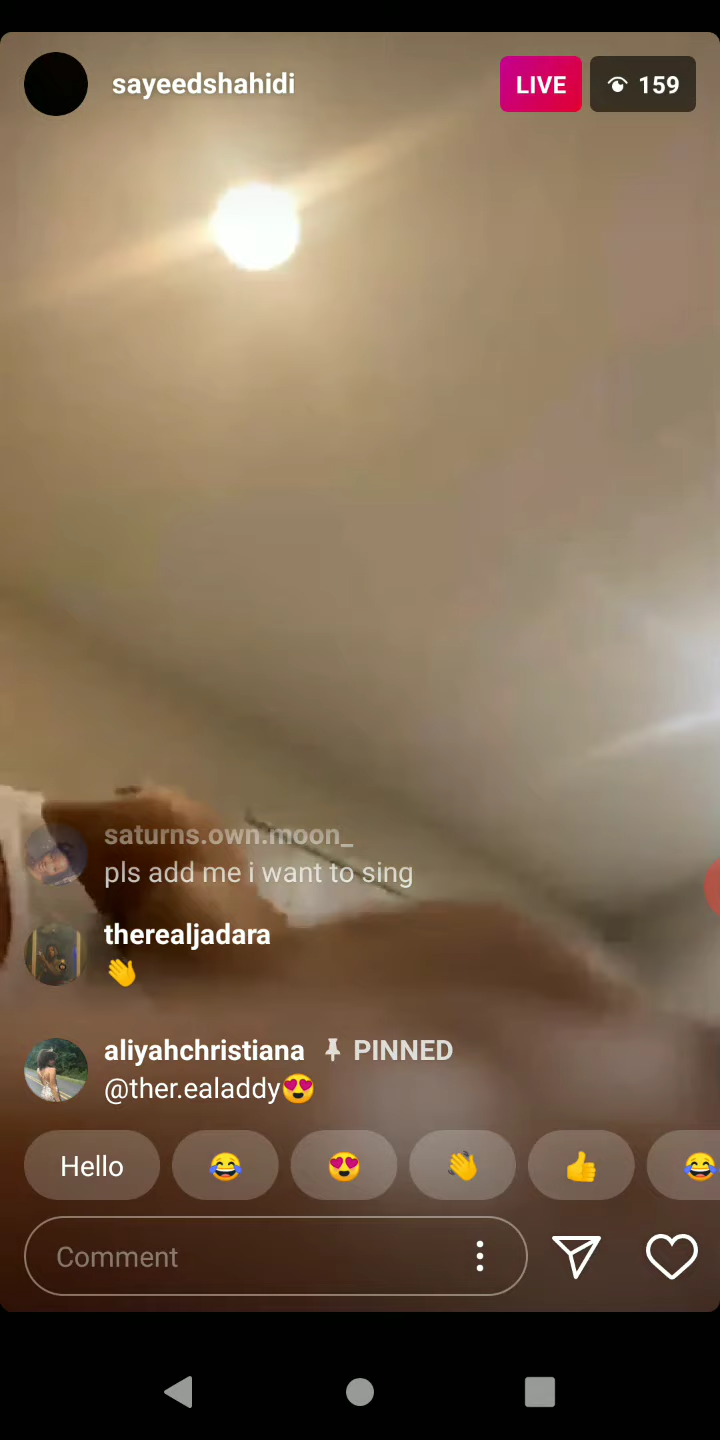 sayeedshahidi
LIVE
159
saturns.own.moon_
pls add me i want to sing
therealjadara
👋
aliyahchristiana PINNED
@ther.ealaddy😍
Hello 😂 😍 👋 👍 😂
Comment